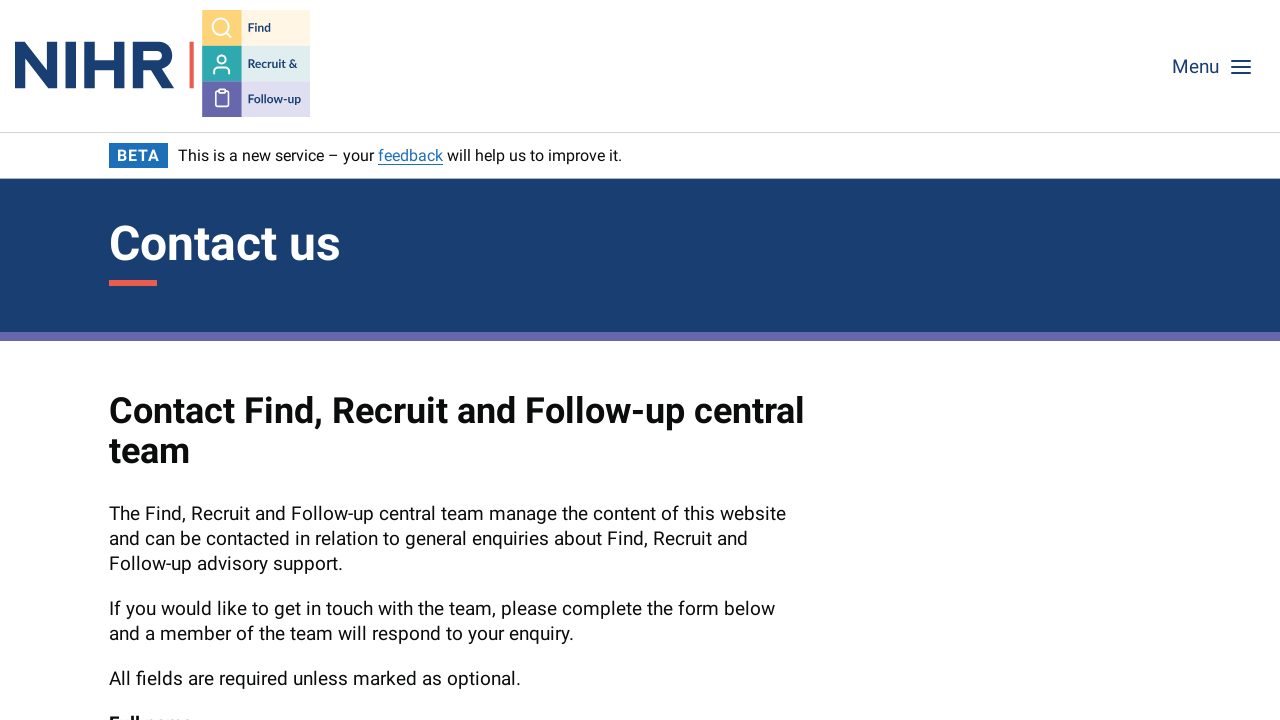 NIHR
Find
Recruit &
Follow-up
Menu
BETA This is a new service – your feedback will help us to improve it.
Contact us
Contact Find, Recruit and Follow-up central
team
The Find, Recruit and Follow-up central team manage the content of this website
and can be contacted in relation to general enquiries about Find, Recruit and
Follow-up advisory support.
If you would like to get in touch with the team, please complete the form below
and a member of the team will respond to your enquiry.
All fields are required unless marked as optional.
Full name